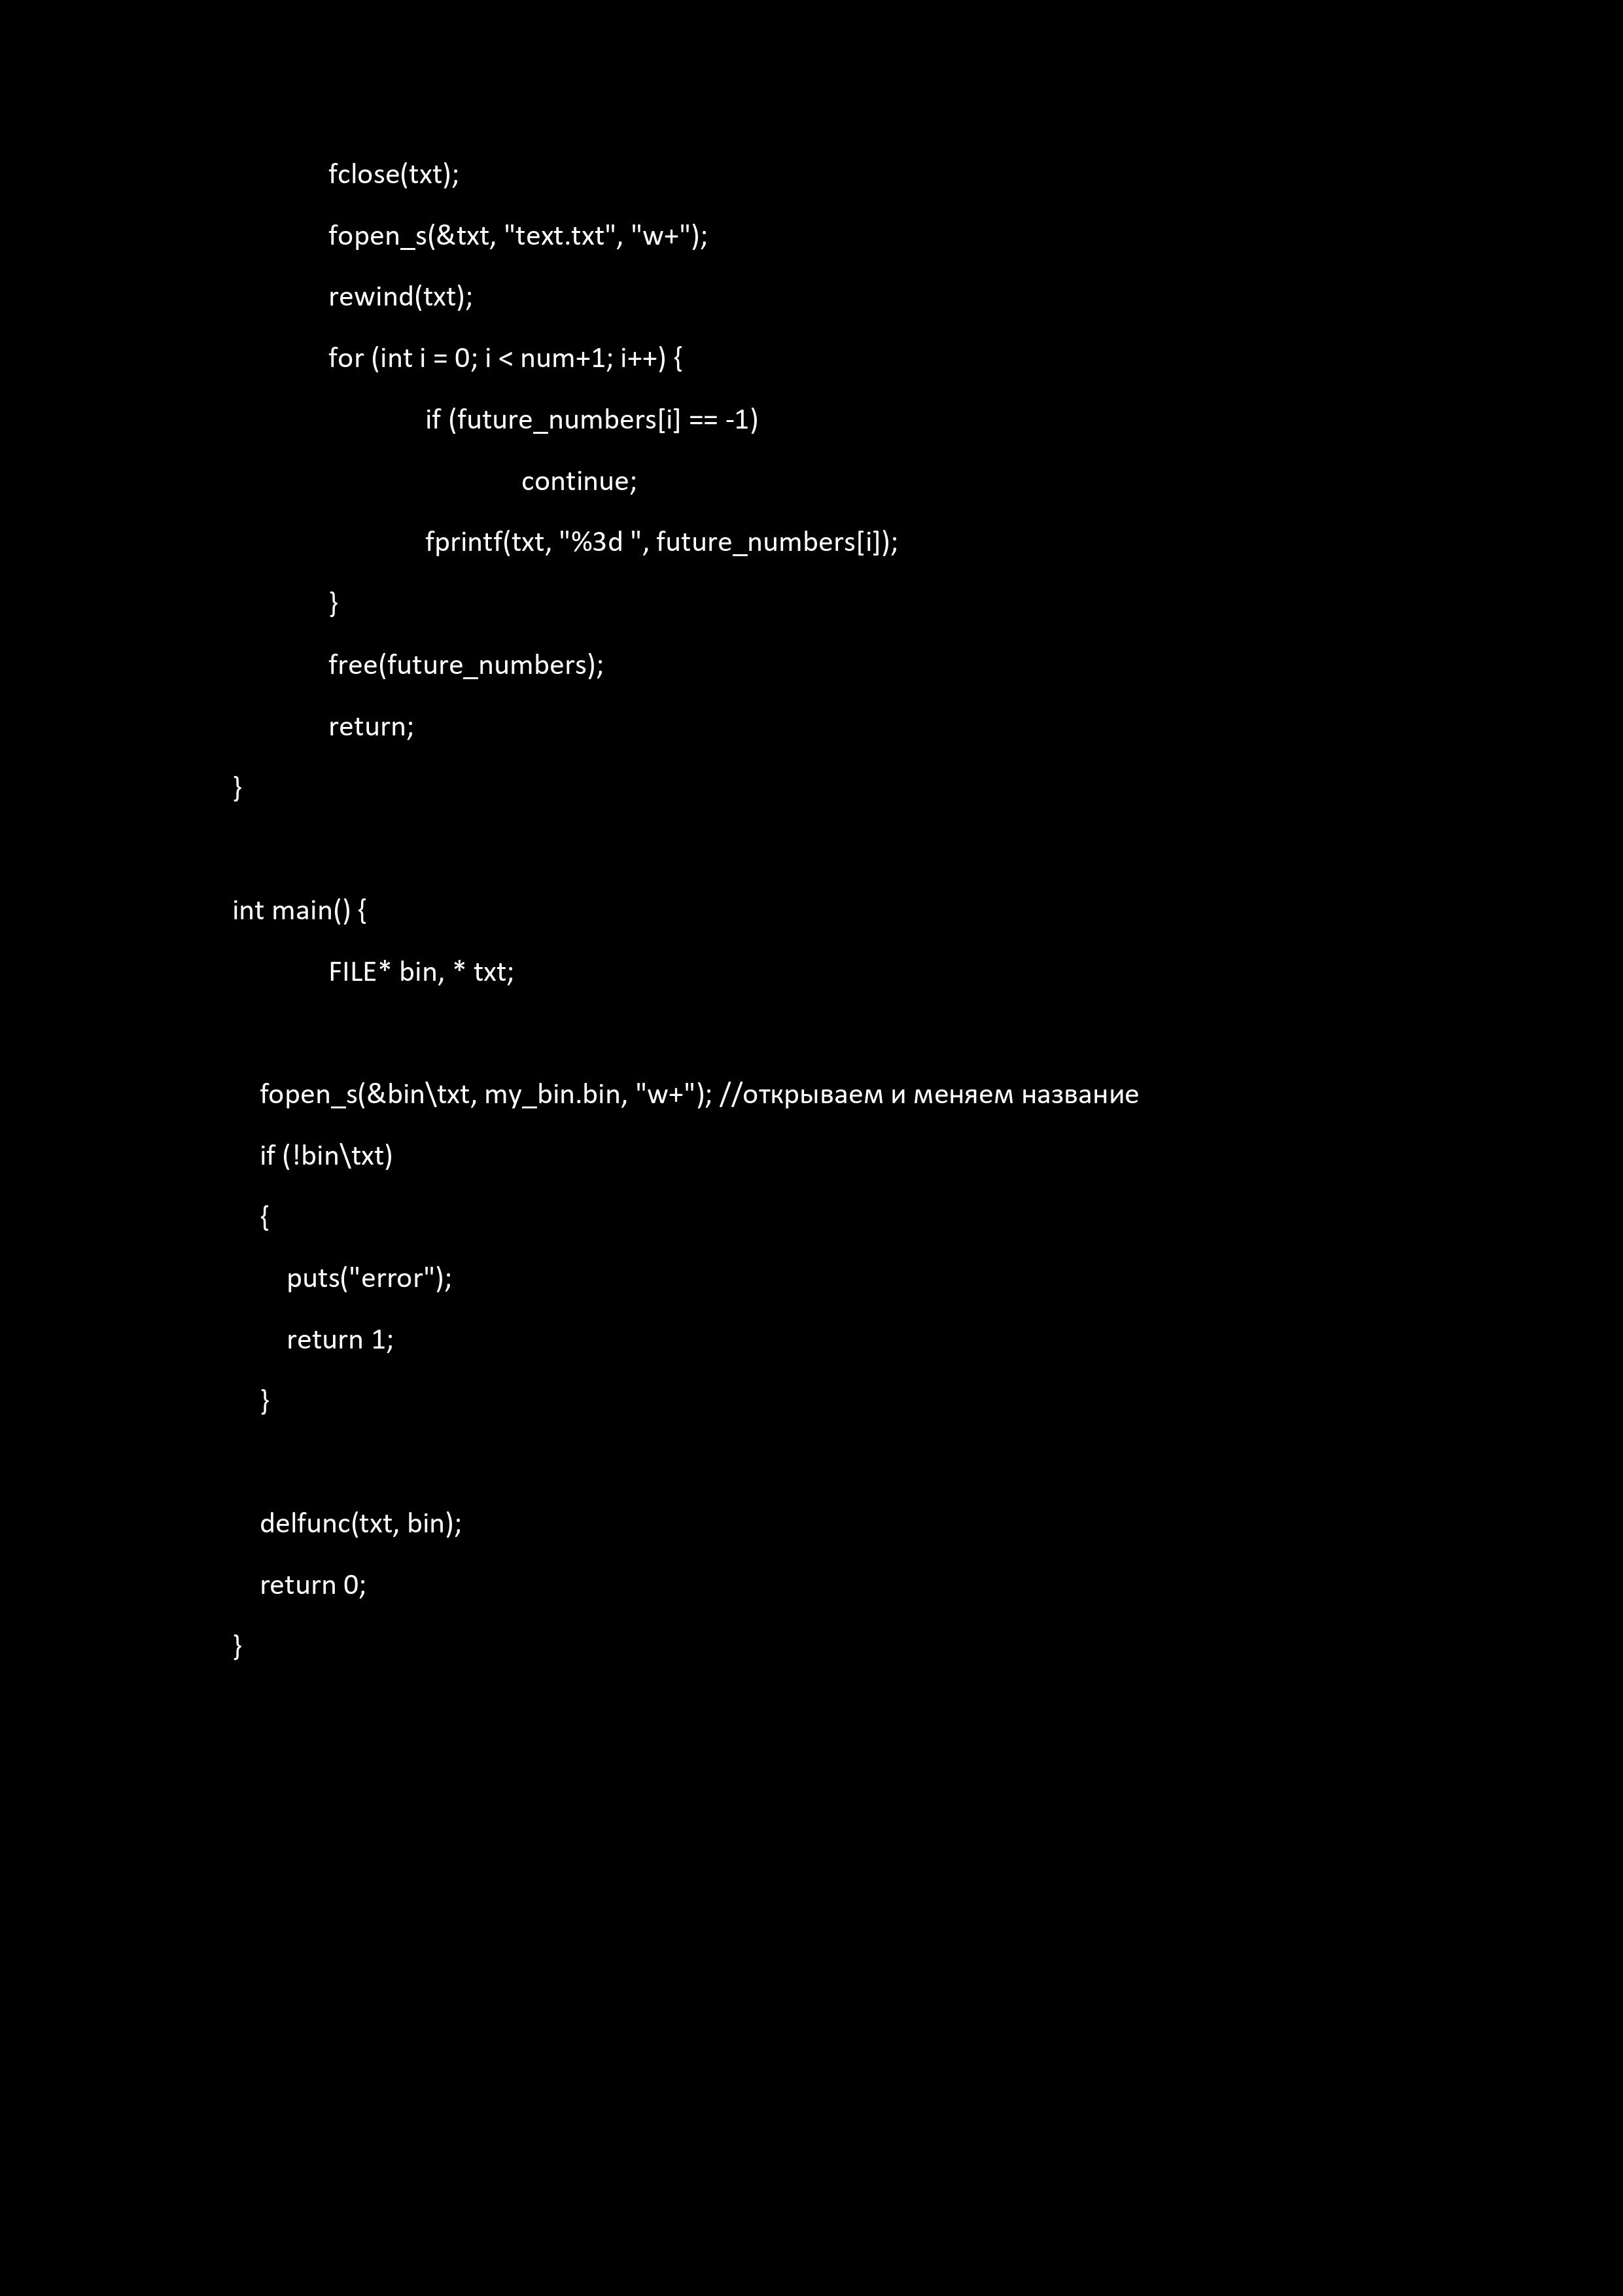 fclose(txt);
fopen_s(&txt, "text.txt", "w+");
rewind(txt);
for (int i = 0; i < num+1; i++) {
if (future_numbers[i] == -1)
continue;
fprintf(txt, "%3d ", future_numbers[i]);
}
free(future_numbers);
return;
}
int main() {
FILE* bin, * txt;
fopen_s(&bin\txt, my_bin.bin, "w+"); //открываем и меняем название
if (!bin\txt)
{
puts("error");
return 1;
}
delfunc(txt, bin);
return 0;
}